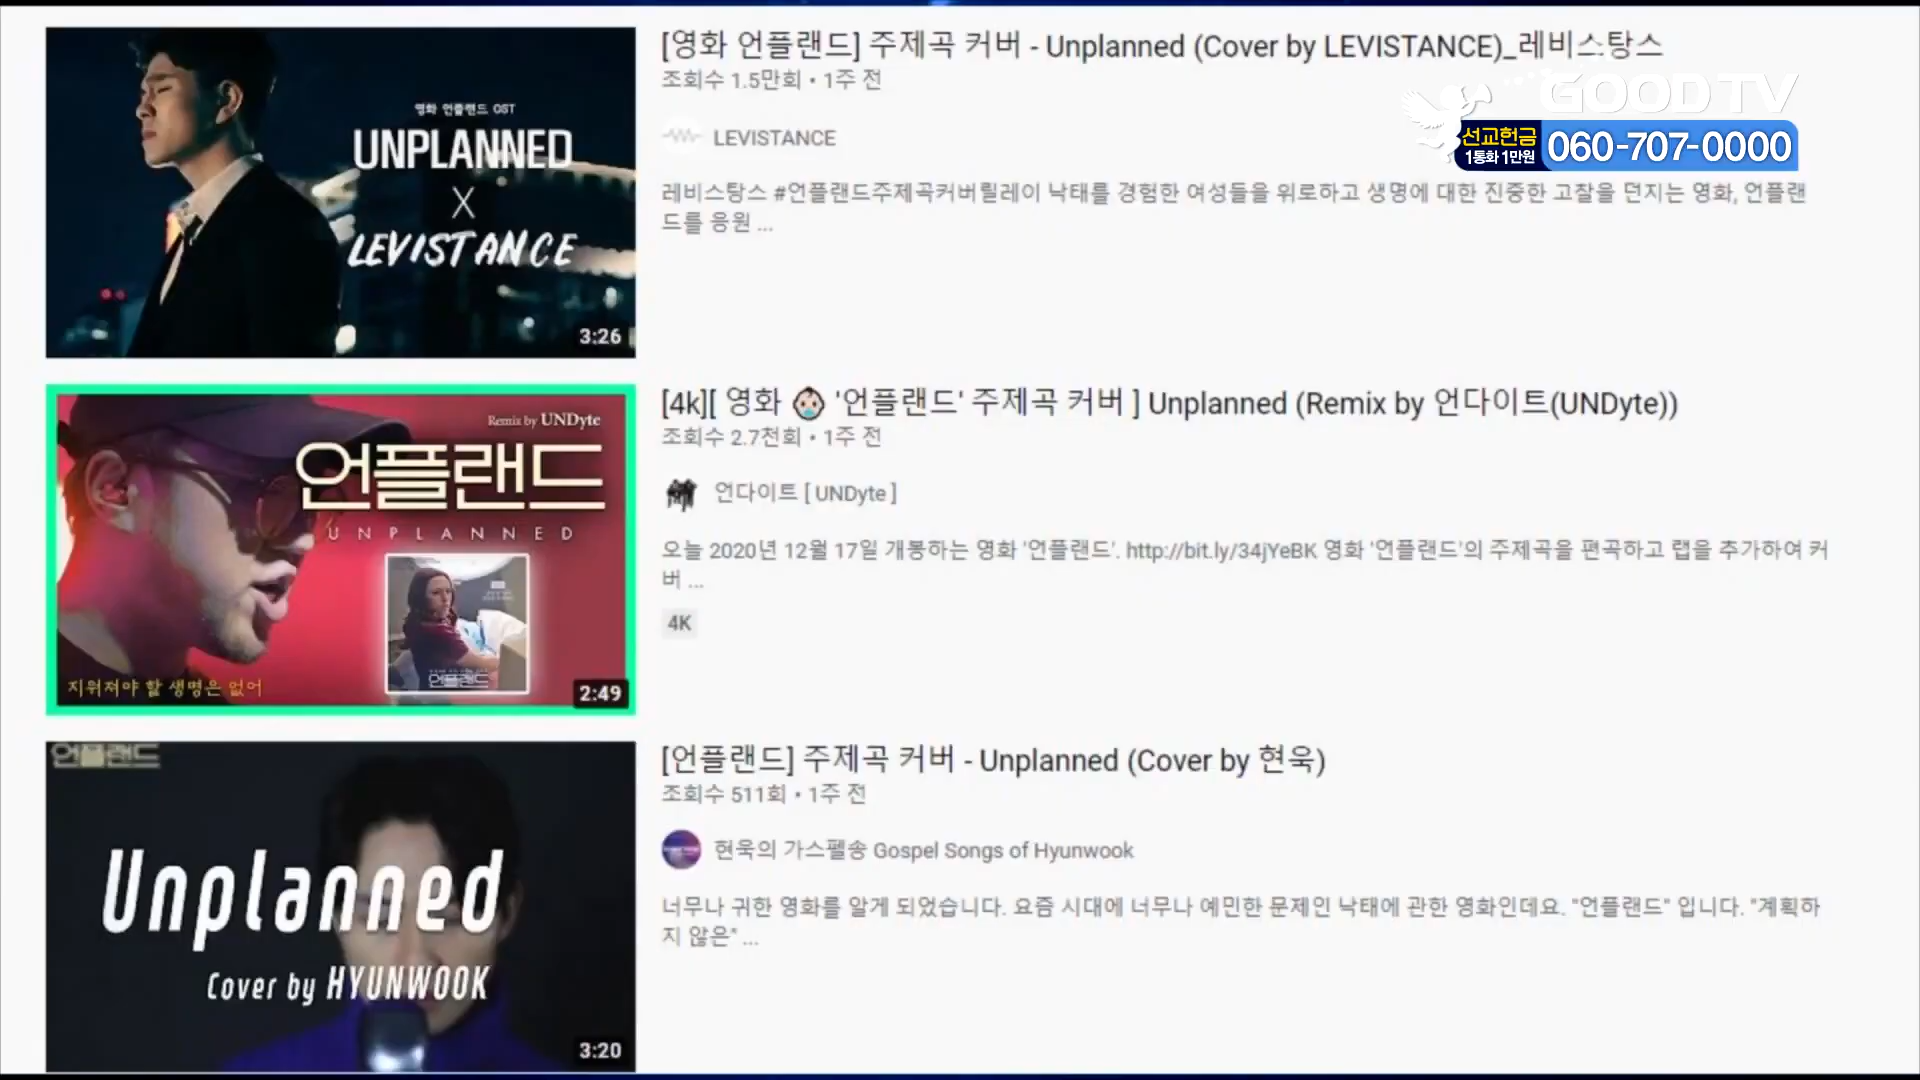 [영화 언플랜드] 주제곡 커버 - Unplanned (Cover by LEVISTANCE)_레비스탕스
조회수 1.5만회 • 1주 전
LEVISTANCE
레비스탕스 #언플랜드주제곡커버릴레이 낙태를 경험한 여성들을 위로하고 생명에 대한 진중한 고찰을 던지는 영화, 언플랜
드를 응원 ...
영화 언플랜드 OST
UNPLANNED
X
LEVISTANCE
3:26
GOODTV
선교헌금
1통화 1만원
060-707-0000
[4k][ 영화 👶 '언플랜드' 주제곡 커버 ] Unplanned (Remix by 언다이트(UNDyte))
조회수 2.7천회 • 1주 전
언다이트 [ UNDyte ]
오늘 2020년 12월 17일 개봉하는 영화 '언플랜드'. http://bit.ly/34jYeBK 영화 '언플랜드'의 주제곡을 편곡하고 랩을 추가하여 커
버 ...
4K
Remix by UNDyte
언플랜드
UNPLANNED
언플랜드
지워져야 할 생명은 없어
2:49
[언플랜드] 주제곡 커버 - Unplanned (Cover by 현욱)
조회수 511회 • 1주 전
현욱의 가스펠송 Gospel Songs of Hyunwook
너무나 귀한 영화를 알게 되었습니다. 요즘 시대에 너무나 예민한 문제인 낙태에 관한 영화인데요. "언플랜드" 입니다. "계획하
지 않은" ...
언플랜드
Unplanned
Cover by HYUNWOOK
3:20